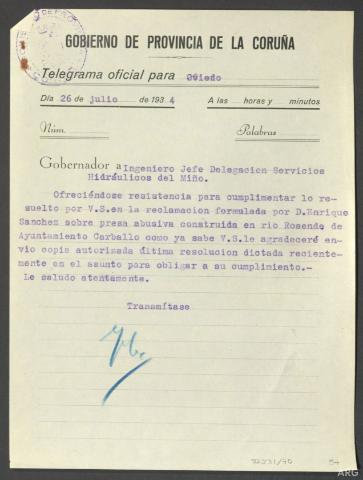 GOBIERNO DE PROVINCIA DE LA CORUÑA
Telegrama oficial para Oviedo
Día 26 de julio de 1934 A las horas y minutos
Núm. Palabras
Gobernador a Ingeniero Jefe Delegacion Servicios
Hidráulicos del Miño.
Ofreciéndose resistencia para cumplimentar lo re-
suelto por V.S.en la reclamacion formulada por D.Enrique
Sanchez sobre presa abusiva construida en rio Rosende de
Ayuntamiento Carballo como ya sabe V.S.le agradeceré en-
vio copia autorizada última resolucion dictada reciente-
mente en el asunto para obligar a su cumplimiento.-
Le saludo atentamente.
Transmítase
ARG